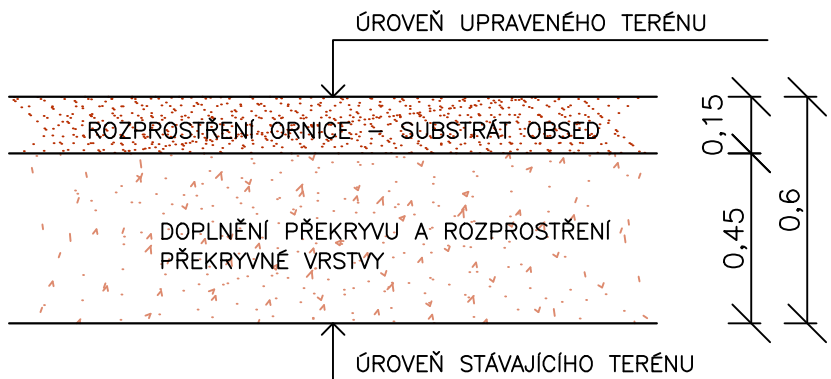 ÚROVEŇ UPRAVENÉHO TERÉNU
ROZPROSTŘENÍ ORNICE – SUBSTRÁT OBSED
0,15
DOPLNĚNÍ PŘEKRYVU A ROZPROSTŘENÍ
PŘEKRYVNÉ VRSTVY
0,45
0,6
ÚROVEŇ STÁVAJÍCÍHO TERÉNU